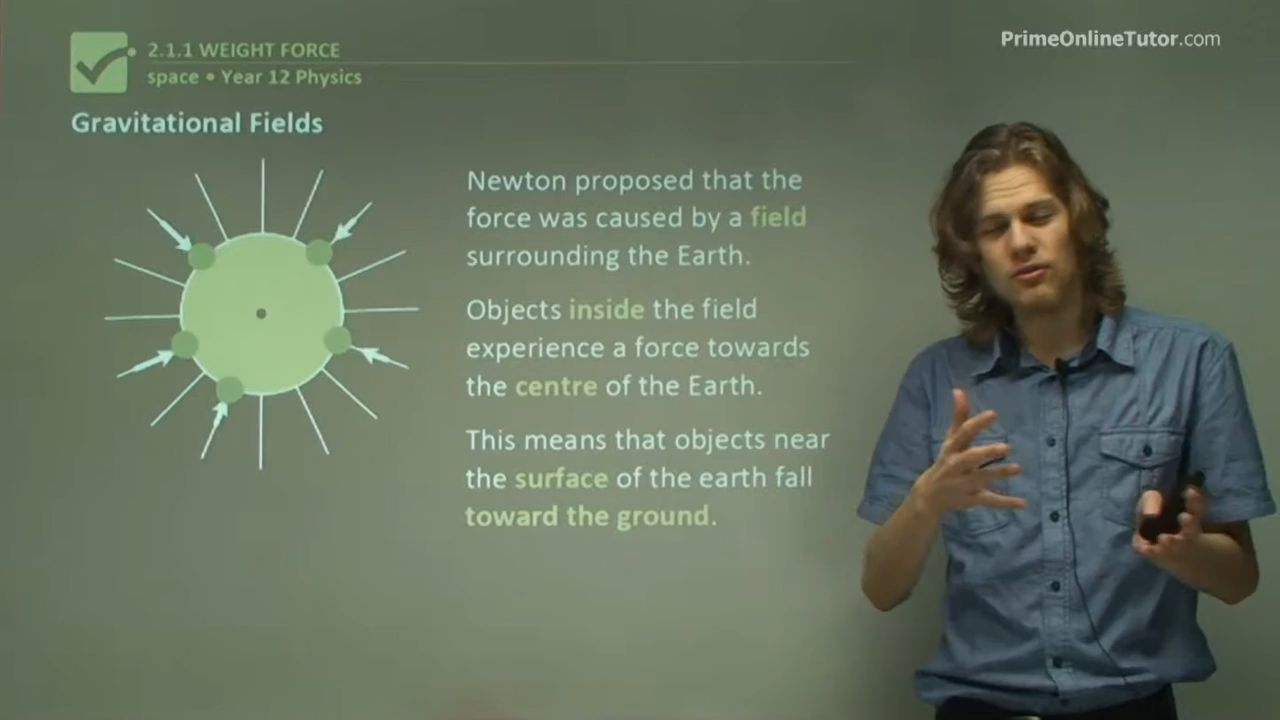 PrimeOnlineTutor.com
2.1.1 WEIGHT FORCE
space • Year 12 Physics
Gravitational Fields
Newton proposed that the
force was caused by a field
surrounding the Earth.
Objects inside the field
experience a force towards
the centre of the Earth.
This means that objects near
the surface of the earth fall
toward the ground.